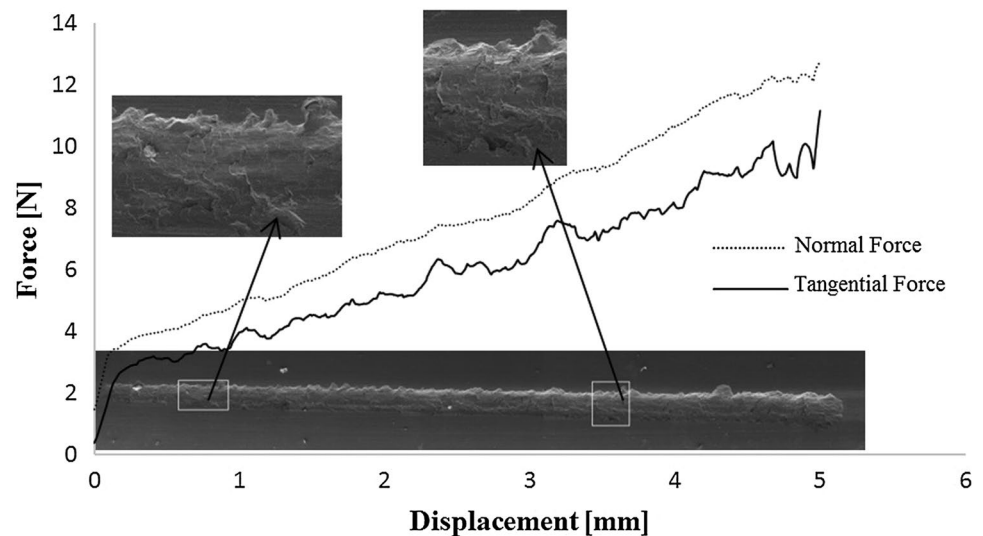 14
12
10
8
6
4
2
0
Force [N]
Normal Force
Tangential Force
0 1 2 3 4 5 6
Displacement [mm]